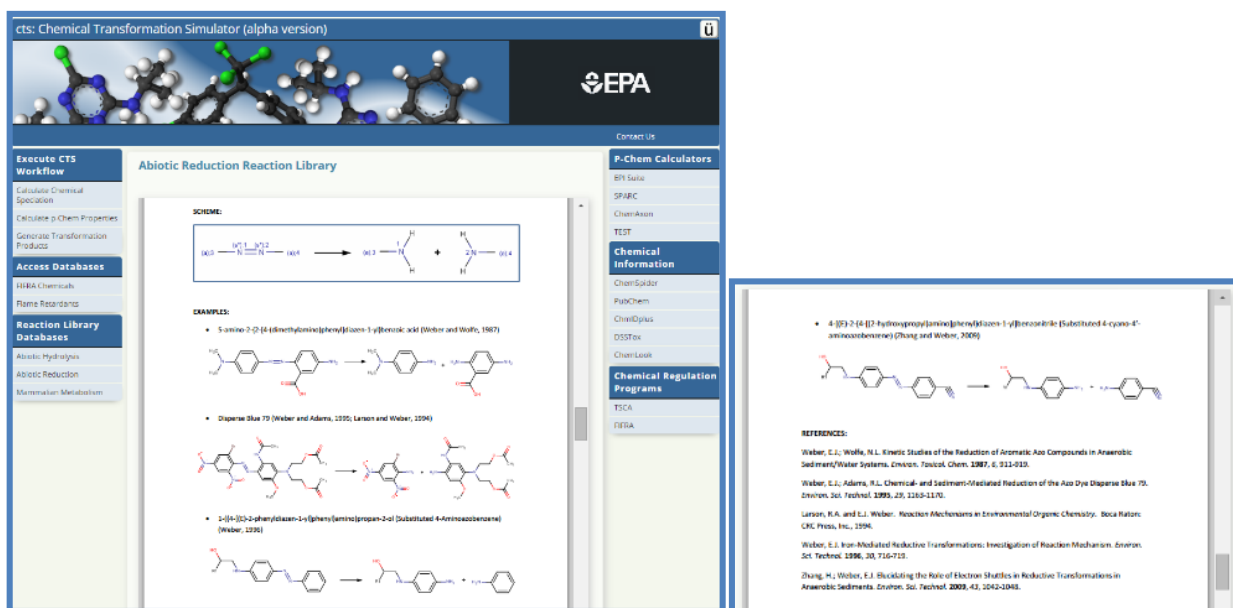 cts: Chemical Transformation Simulator (alpha version)
ü
EPA
Contact Us
Execute CTS
Workflow
Calculate Chemical
Speciation
Calculate p-Chem Properties
Generate Transformation
Products
Access Databases
FIFRA Chemicals
Flame Retardants
Reaction Library
Databases
Abiotic Hydrolysis
Abiotic Reduction
Mammalian Metabolism
Abiotic Reduction Reaction Library
SCHEME:
EXAMPLES:
• 5-amino-2-[2-[4-(dimethylamino)phenyl]diazen-1-yl]benzoic acid (Weber and Wolfe, 1987)
• Disperse Blue 79 (Weber and Adams, 1995; Larson and Weber, 1994)
• 1-({4-[(E)-2-phenyldiazen-1-yl]phenyl}amino)propan-2-ol (Substituted 4-Aminoazobenzene)
(Weber, 1996)
P-Chem Calculators
EPI Suite
SPARC
ChemAxon
TEST
Chemical
Information
ChemSpider
PubChem
ChmIDplus
DSSTox
ChemLook
Chemical Regulation
Programs
TSCA
FIFRA
• 4-[(E)-2-{4-[(2-hydroxypropyl)amino]phenyl}diazen-1-yl]benzonitrile (Substituted 4-cyano-4'-
aminoazobenzene) (Zhang and Weber, 2009)
REFERENCES:
Weber, E.J.; Wolfe, N.L. Kinetic Studies of the Reduction of Aromatic Azo Compounds in Anaerobic
Sediment/Water Systems. Environ. Toxicol. Chem. 1987, 6, 911-919.
Weber, E.J.; Adams, R.L. Chemical- and Sediment-Mediated Reduction of the Azo Dye Disperse Blue 79.
Environ. Sci. Technol. 1995, 29, 1163-1170.
Larson, R.A. and E.J. Weber. Reaction Mechanisms in Environmental Organic Chemistry. Boca Raton:
CRC Press, Inc., 1994.
Weber, E.J. Iron-Mediated Reductive Transformations: Investigation of Reaction Mechanism. Environ.
Sci. Technol. 1996, 30, 716-719.
Zhang, H.; Weber, E.J. Elucidating the Role of Electron Shuttles in Reductive Transformations in
Anaerobic Sediments. Environ. Sci. Technol. 2009, 43, 1042-1048.